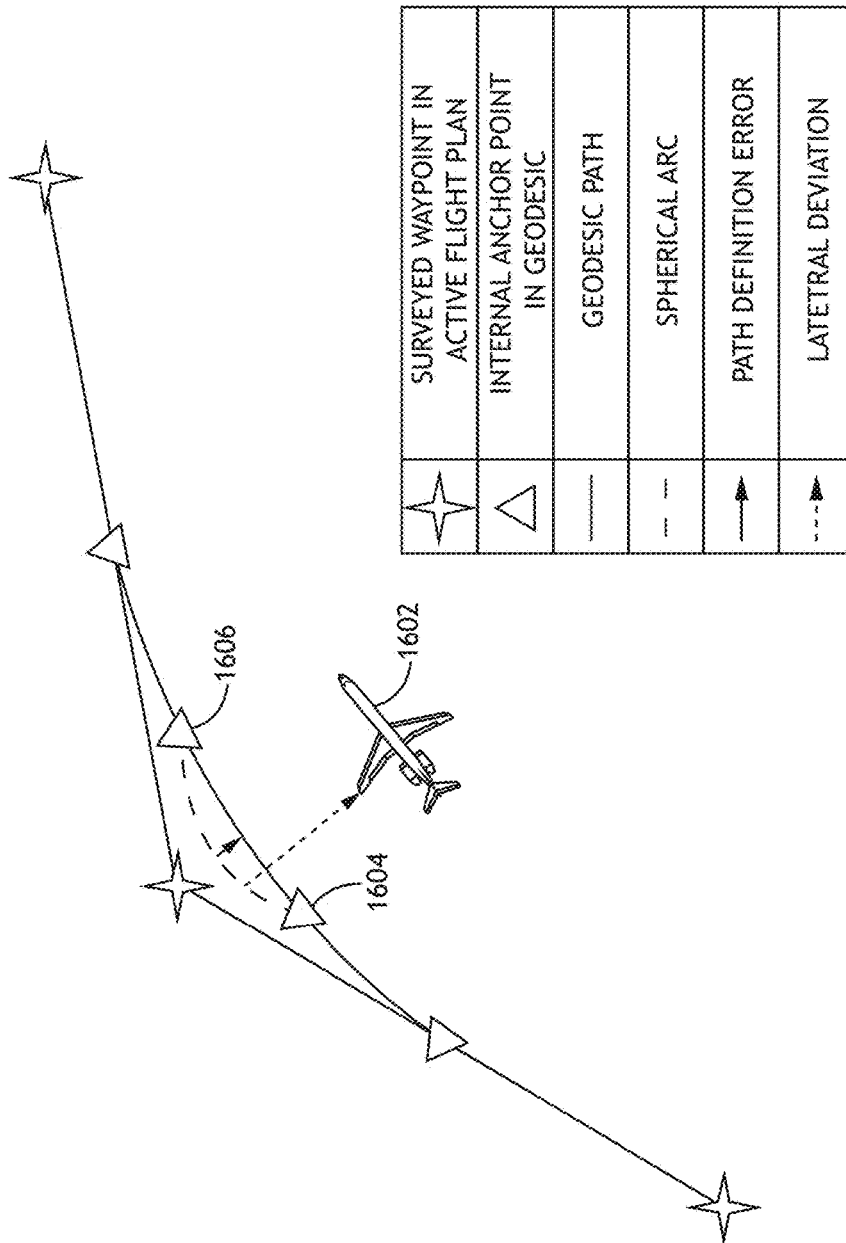 1606
1602
1604
SURVEYED WAYPOINT IN
ACTIVE FLIGHT PLAN
INTERNAL ANCHOR POINT
IN GEODESIC
GEODESIC PATH
SPHERICAL ARC
PATH DEFINITION ERROR
LATETRAL DEVIATION